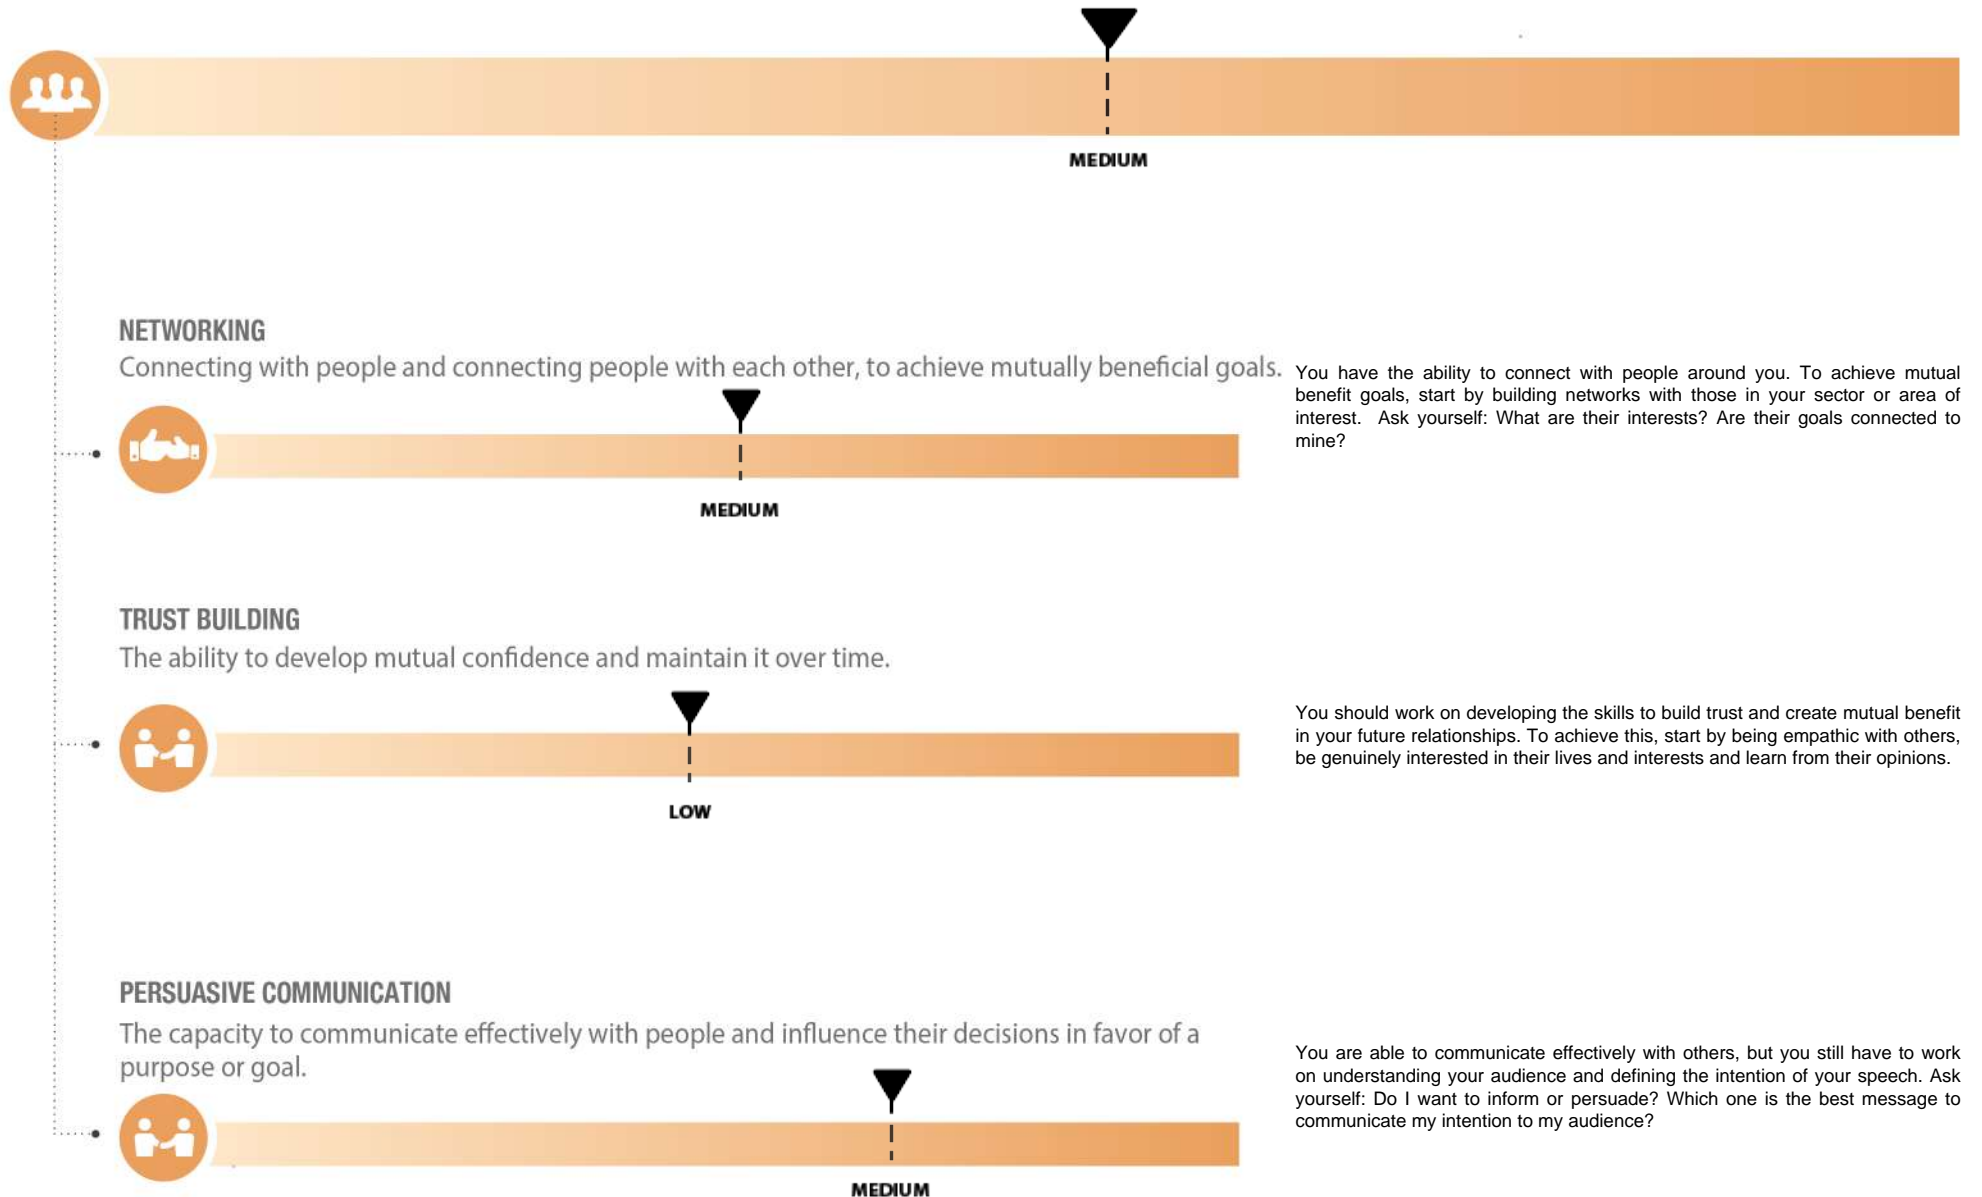 MEDIUM
NETWORKING
Connecting with people and connecting people with each other, to achieve mutually beneficial goals.
You have the ability to connect with people around you. To achieve mutual
benefit goals, start by building networks with those in your sector or area of
interest. Ask yourself: What are their interests? Are their goals connected to
mine?
MEDIUM
TRUST BUILDING
The ability to develop mutual confidence and maintain it over time.
You should work on developing the skills to build trust and create mutual benefit
in your future relationships. To achieve this, start by being empathic with others,
be genuinely interested in their lives and interests and learn from their opinions.
LOW
PERSUASIVE COMMUNICATION
The capacity to communicate effectively with people and influence their decisions in favor of a
purpose or goal.
You are able to communicate effectively with others, but you still have to work
on understanding your audience and defining the intention of your speech. Ask
yourself: Do I want to inform or persuade? Which one is the best message to
communicate my intention to my audience?
MEDIUM